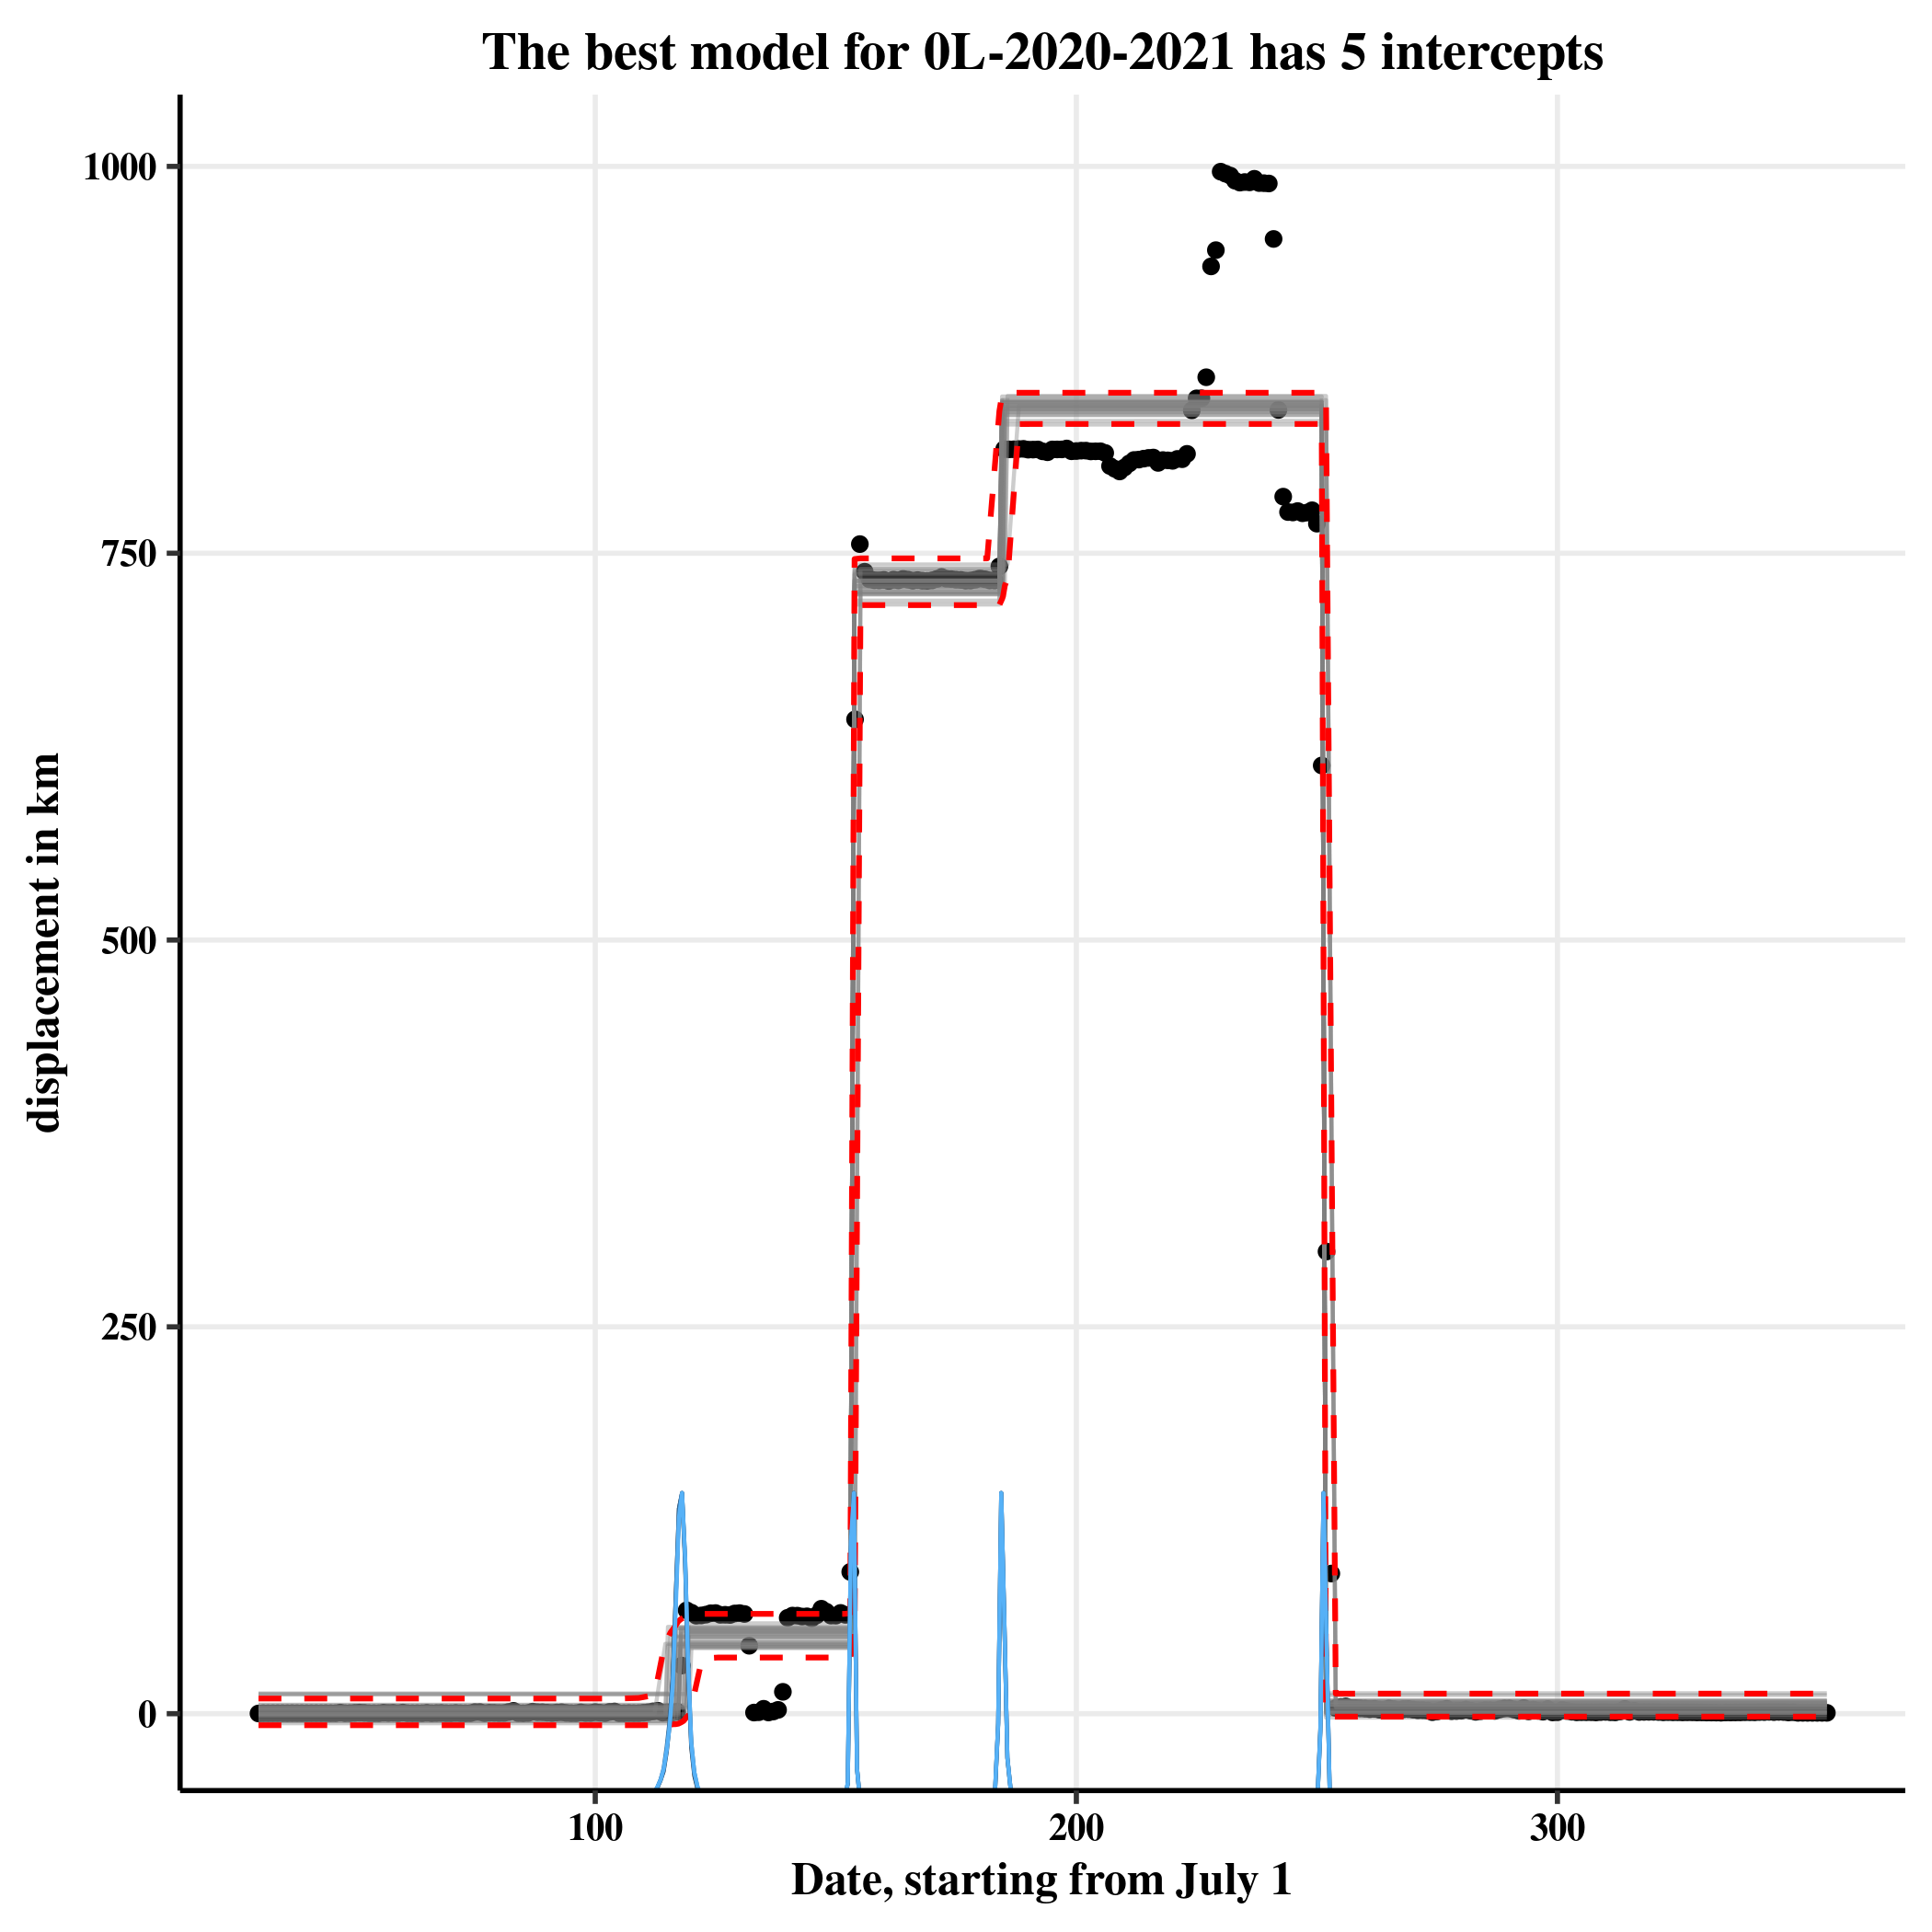 The best model for 0L-2020-2021 has 5 intercepts
1000
750
500
250
0
displacement in km
100 200 300
Date, starting from July 1